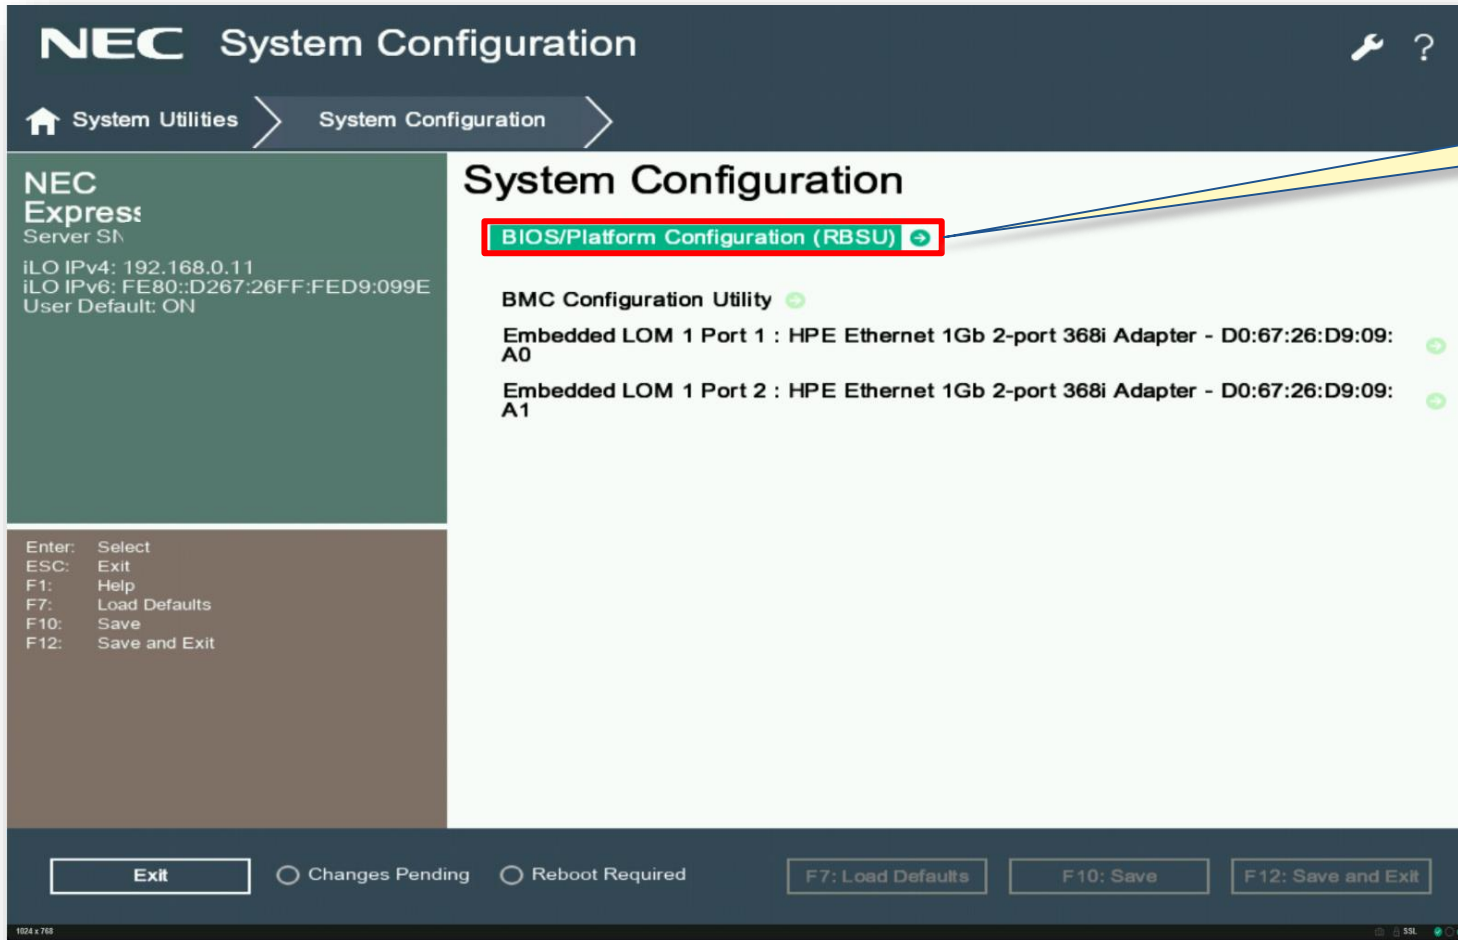 NEC System Configuration
?
System Utilities
System Configuration
NEC
Express
Server SN
iLO IPv4: 192.168.0.11
iLO IPv6: FE80::D267:26FF:FED9:099E
User Default: ON
Enter: Select
ESC: Exit
F1: Help
F7: Load Defaults
F10: Save
F12: Save and Exit
System Configuration
BIOS/Platform Configuration (RBSU)
BMC Configuration Utility
Embedded LOM 1 Port 1 : HPE Ethernet 1Gb 2-port 368i Adapter - D0:67:26:D9:09:
A0
Embedded LOM 1 Port 2 : HPE Ethernet 1Gb 2-port 368i Adapter - D0:67:26:D9:09:
A1
Exit
Changes Pending
Reboot Required
F7: Load Defaults
F10: Save
F12: Save and Exit
1024 x 768
SSL